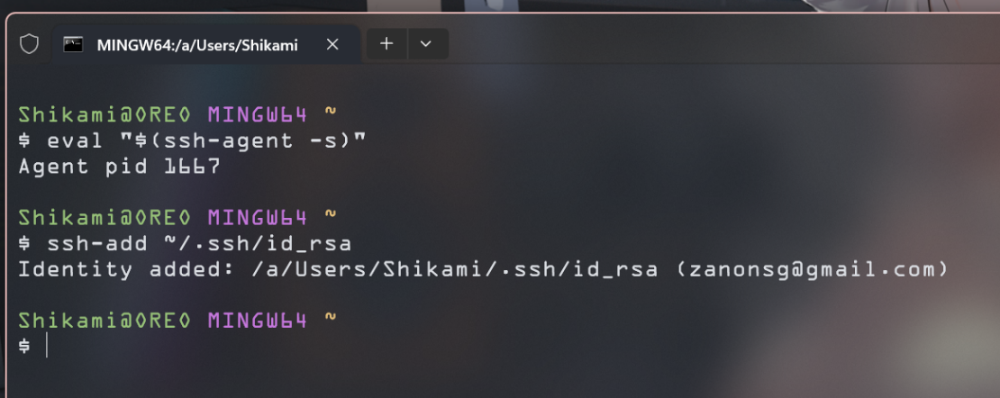 MINGW64:/a/Users/Shikami
Shikami@OREO MINGW64 ~
$ eval "$(ssh-agent -s)"
Agent pid 1667
Shikami@OREO MINGW64 ~
$ ssh-add ~/.ssh/id_rsa
Identity added: /a/Users/Shikami/.ssh/id_rsa (zanonsg@gmail.com)
Shikami@OREO MINGW64 ~
$